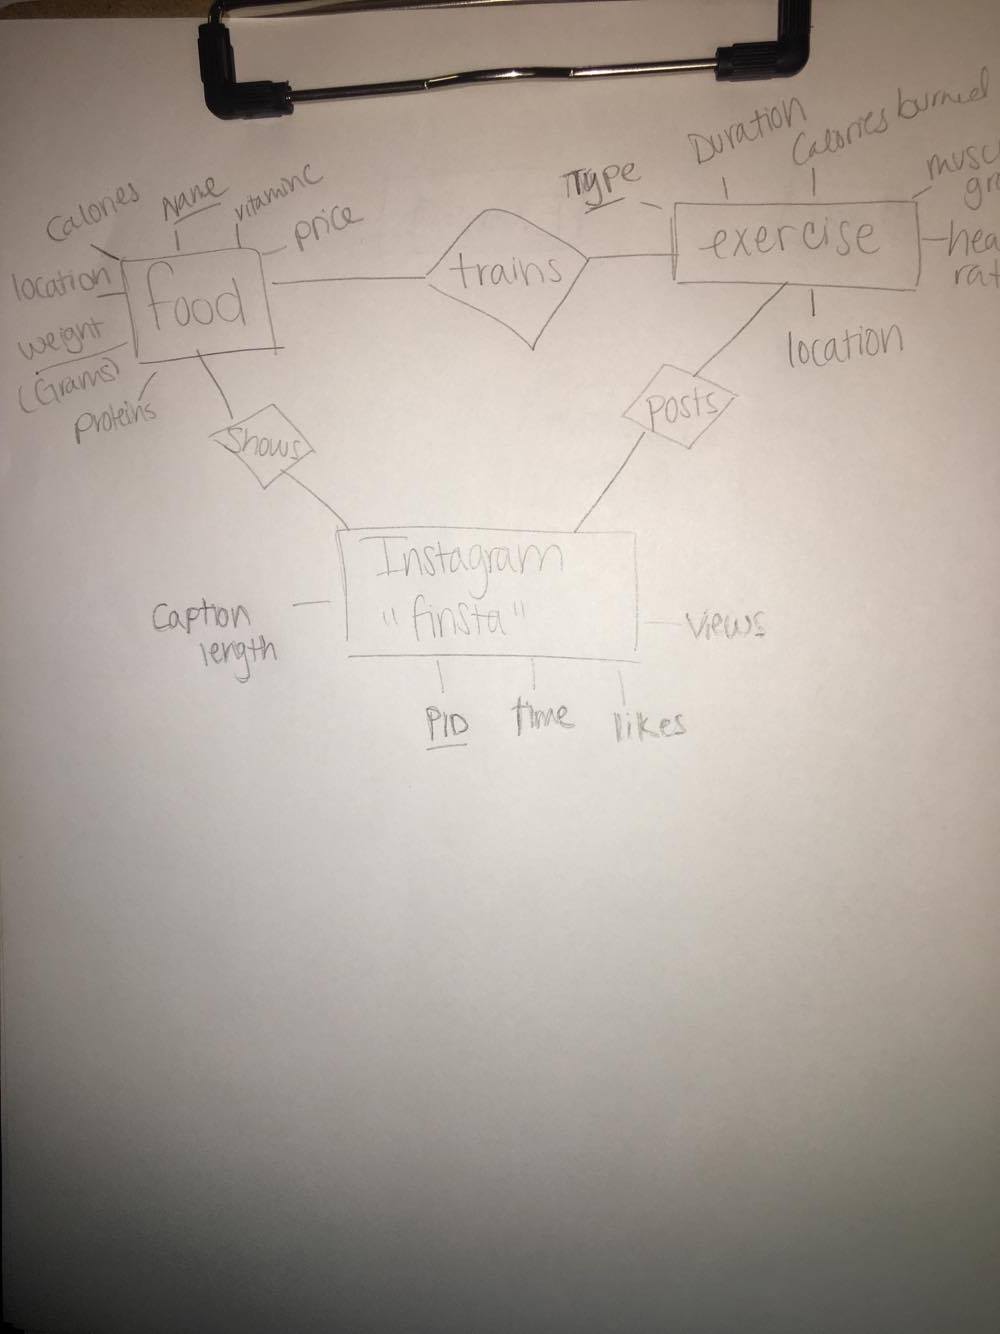 Duration
Calories burned
Type
musc
gr
exercise
hea
rat
location
Calories
Name
vitaminc
price
location
food
weight
(Grams)
proteins
trains
shows
posts
Instagram
"finsta"
Caption
length
views
PID
time
likes